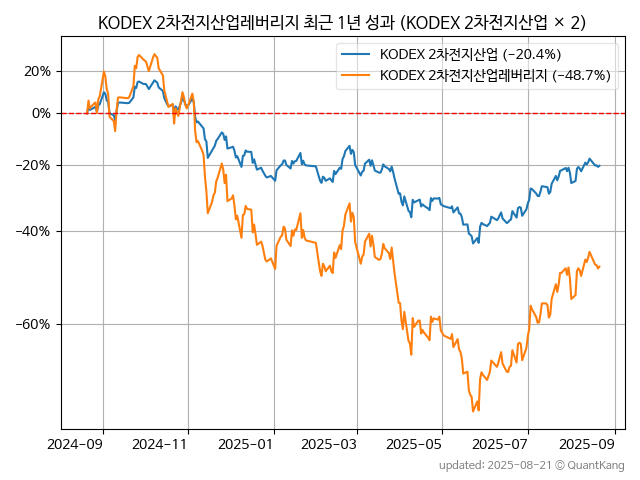 KODEX 2차전지산업레버리지 최근 1년 성과 (KODEX 2차전지산업 × 2)
KODEX 2차전지산업 (−20.4%)
KODEX 2차전지산업레버리지 (−48.7%)
20%
0%
−20%
−40%
−60%
2024-09 2024-11 2025-01 2025-03 2025-05 2025-07 2025-09
updated: 2025-08-21 © QuantKang